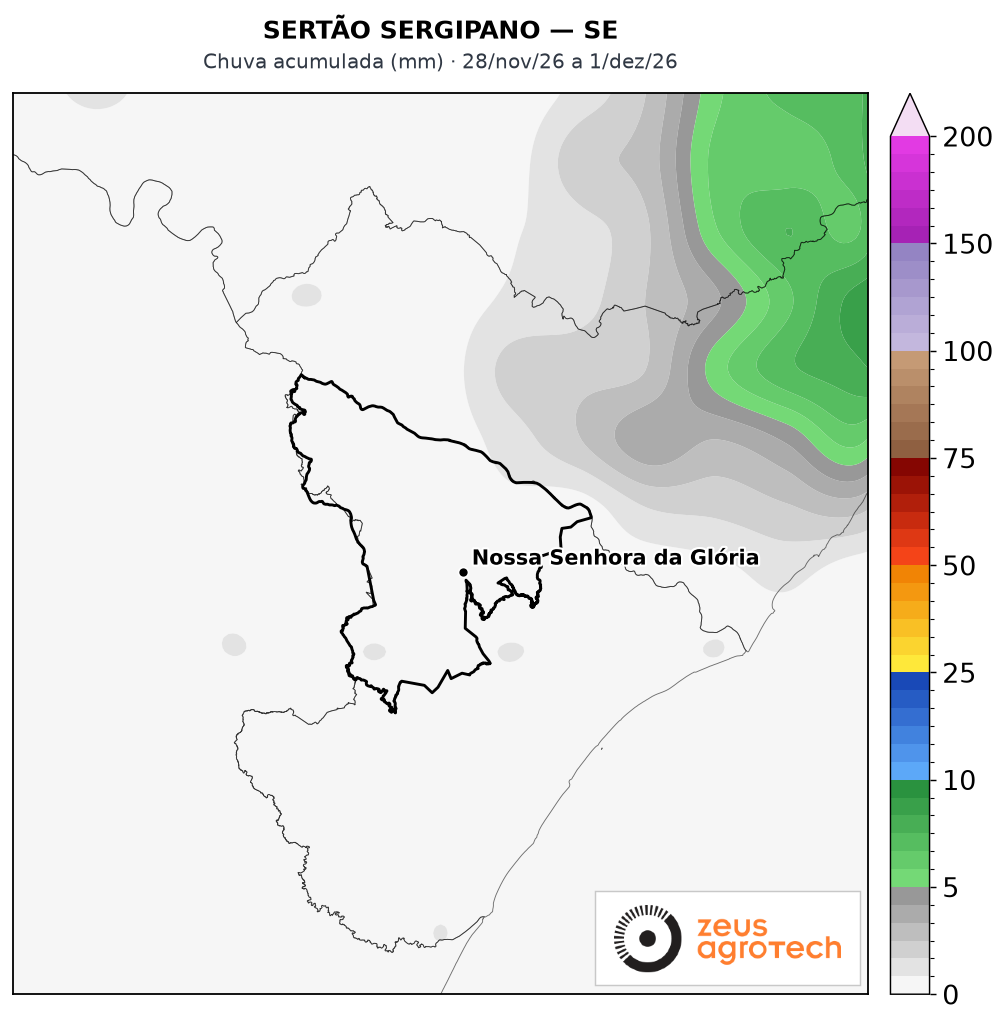 SERTÃO SERGIPANO — SE
Chuva acumulada (mm) · 28/nov/26 a 1/dez/26
200
150
100
75
50
25
10
5
0
Nossa Senhora da Glória
zeus
agrotech